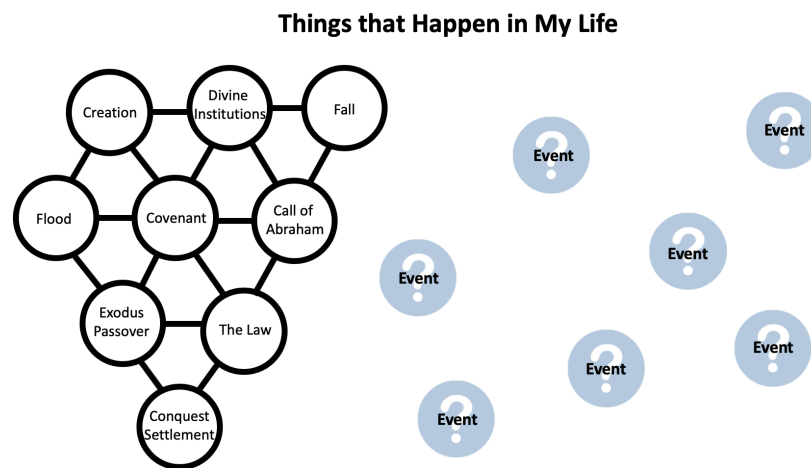 Things that Happen in My Life
Creation
Divine
Institutions
Fall
Flood
Covenant
Call of
Abraham
Exodus
Passover
The Law
Conquest
Settlement
?
Event
?
Event
?
Event
?
Event
?
Event
?
Event
?
Event